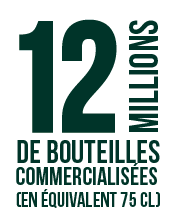 12 MILLIONS
DE BOUTEILLES
COMMERCIALISÉES
(EN ÉQUIVALENT 75 CL)